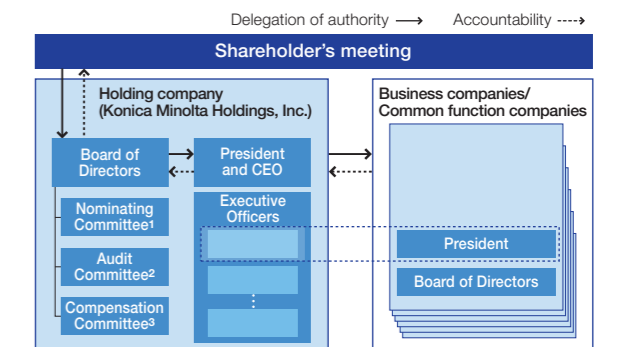 Delegation of authority
Accountability
Shareholder's meeting
Holding company
(Konica Minolta Holdings, Inc.)
Business companies/
Common function companies
Board of
Directors
President
and CEO
Nominating
Committee1
Audit
Committee2
Compensation
Committee3
Executive
Officers
President
Board of Directors